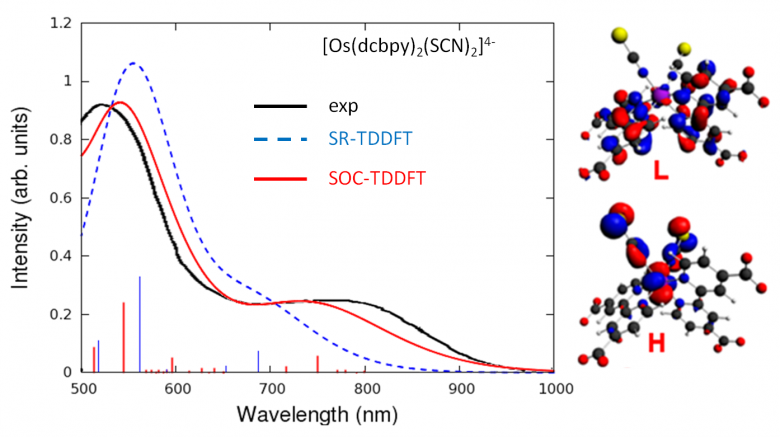 [Os(dcbpy)₂(SCN)₂]⁴⁻
exp
SR-TDDFT
SOC-TDDFT
Intensity (arb. units)
1.2
1
0.8
0.6
0.4
0.2
0
500 600 700 800 900 1000
Wavelength (nm)
L
H